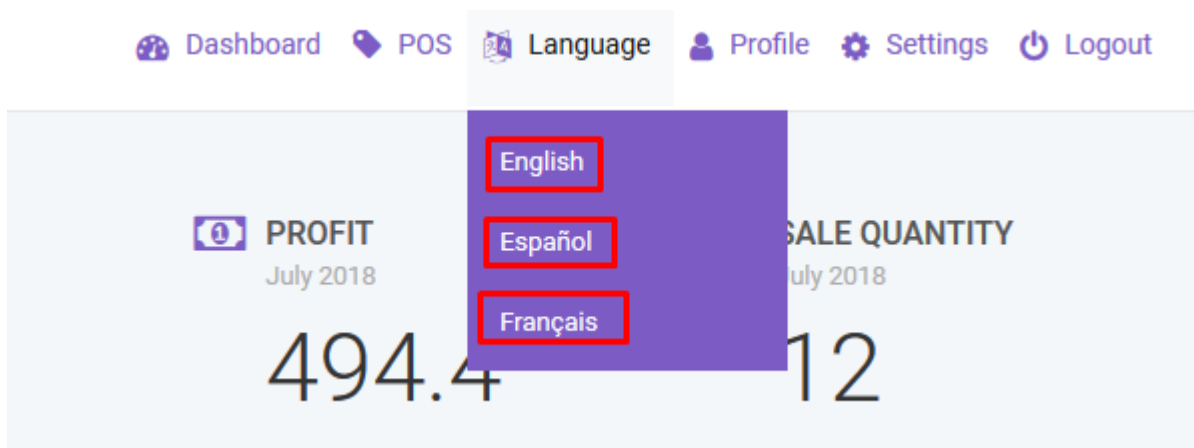 Dashboard POS Language Profile Settings Logout
English
Español
Français
PROFIT
July 2018
494.4
SALE QUANTITY
July 2018
12